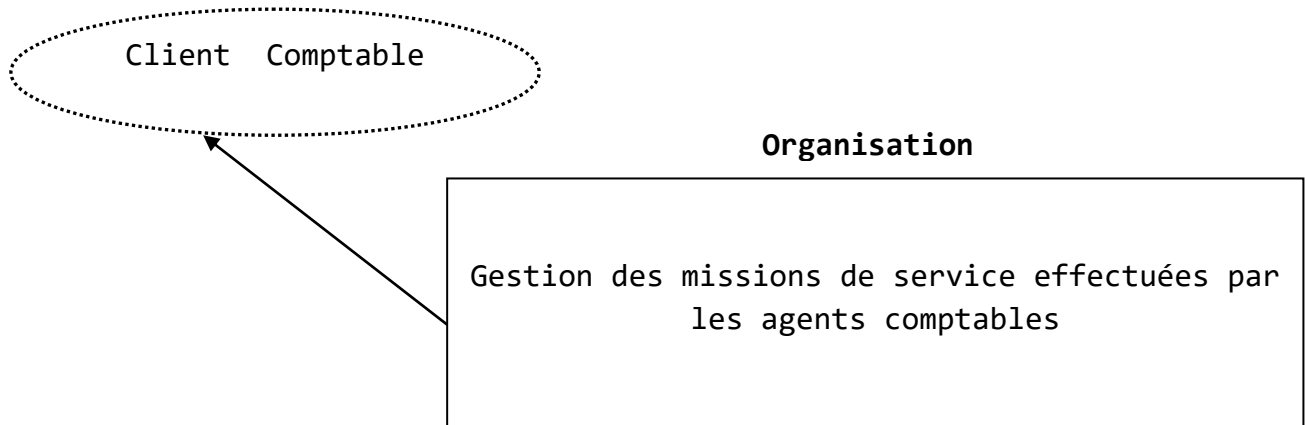 Client Comptable
Organisation
Gestion des missions de service effectuées par
les agents comptables